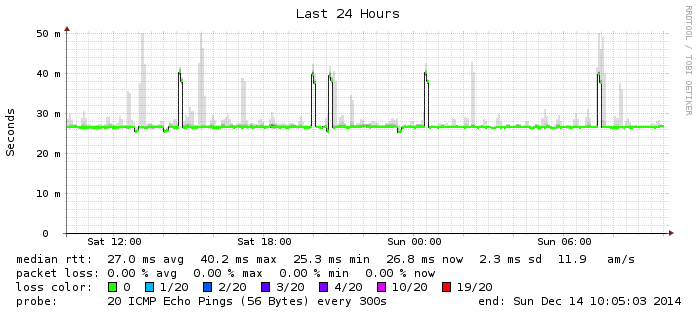 Last 24 Hours
RRDTOOL / TOBI OETIKER
Seconds
50 m
40 m
30 m
20 m
10 m
0
Sat 12:00 Sat 18:00 Sun 00:00 Sun 06:00
median rtt: 27.0 ms avg 40.2 ms max 25.3 ms min 26.8 ms now 2.3 ms sd 11.9 am/s
packet loss: 0.00 % avg 0.00 % max 0.00 % min 0.00 % now
loss color: 0 1/20 2/20 3/20 4/20 10/20 19/20
probe: 20 ICMP Echo Pings (56 Bytes) every 300s end: Sun Dec 14 10:05:03 2014